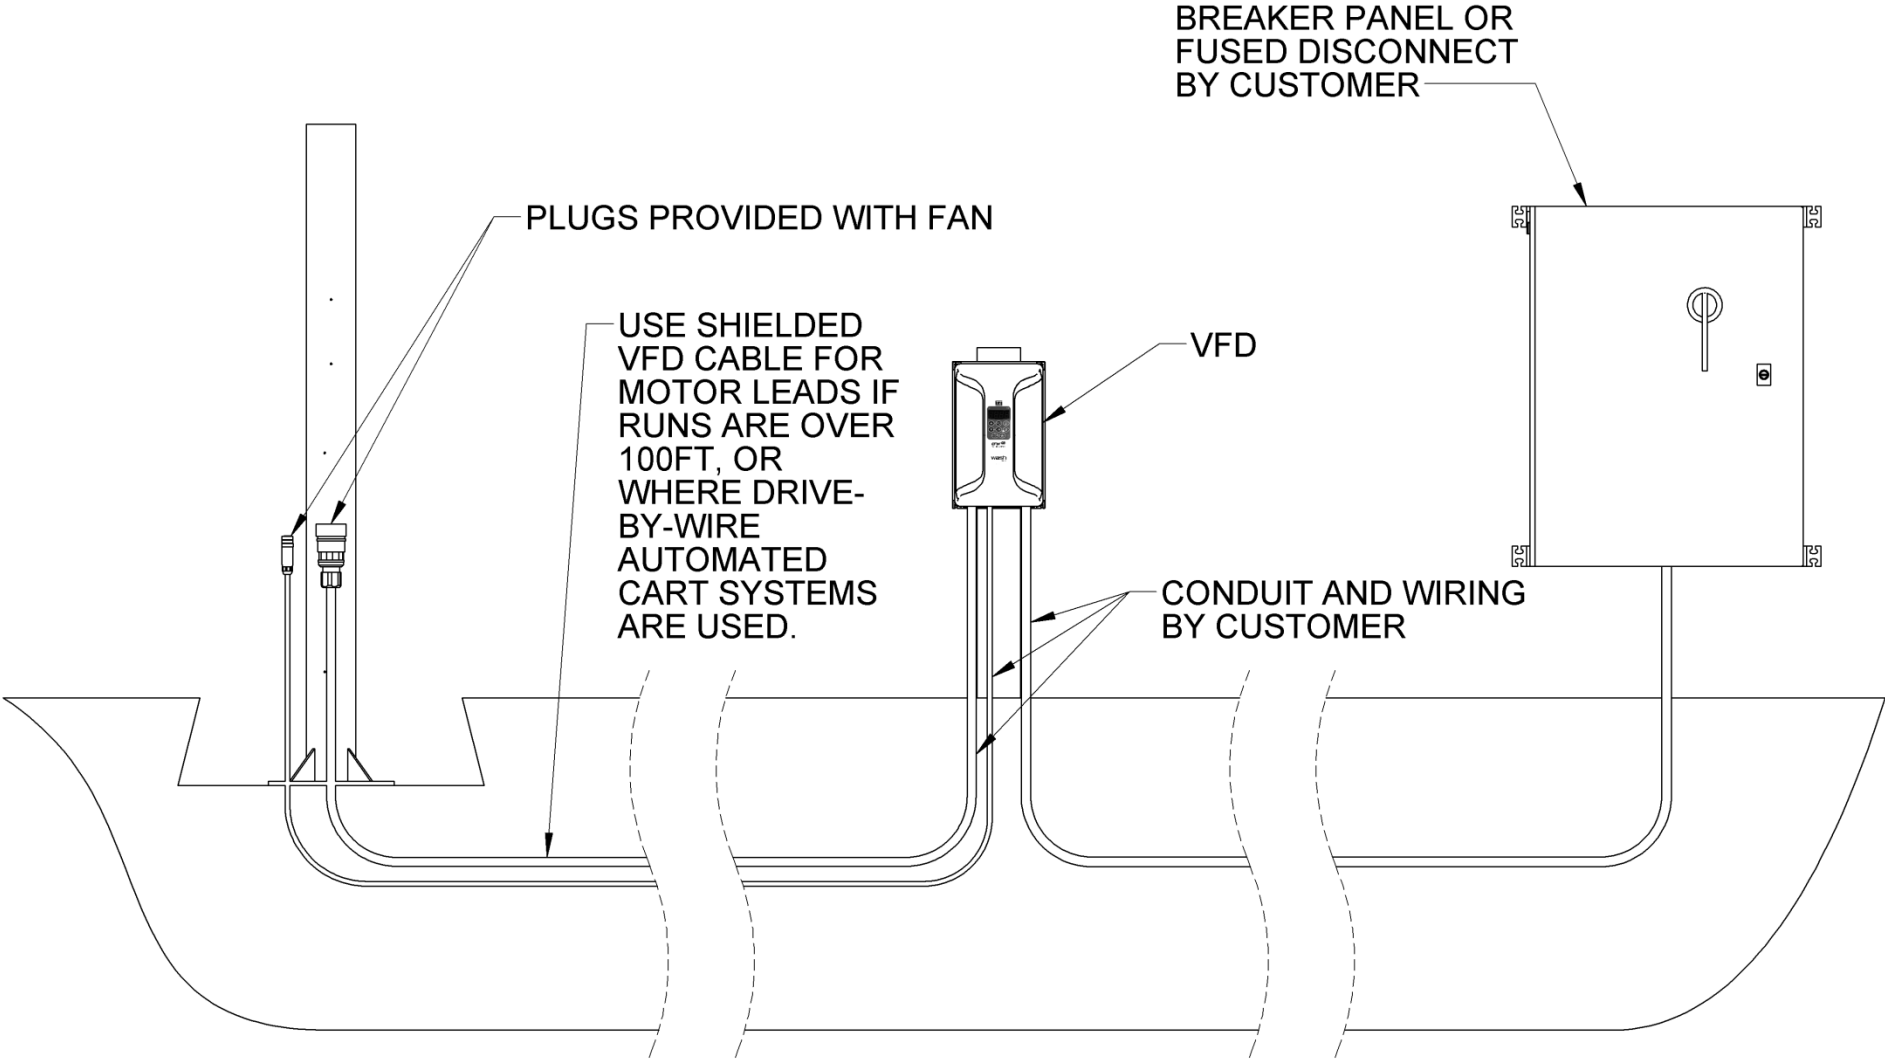 BREAKER PANEL OR
FUSED DISCONNECT
BY CUSTOMER
PLUGS PROVIDED WITH FAN
USE SHIELDED
VFD CABLE FOR
MOTOR LEADS IF
RUNS ARE OVER
100FT, OR
WHERE DRIVE-
BY-WIRE
AUTOMATED
CART SYSTEMS
ARE USED.
VFD
CONDUIT AND WIRING
BY CUSTOMER